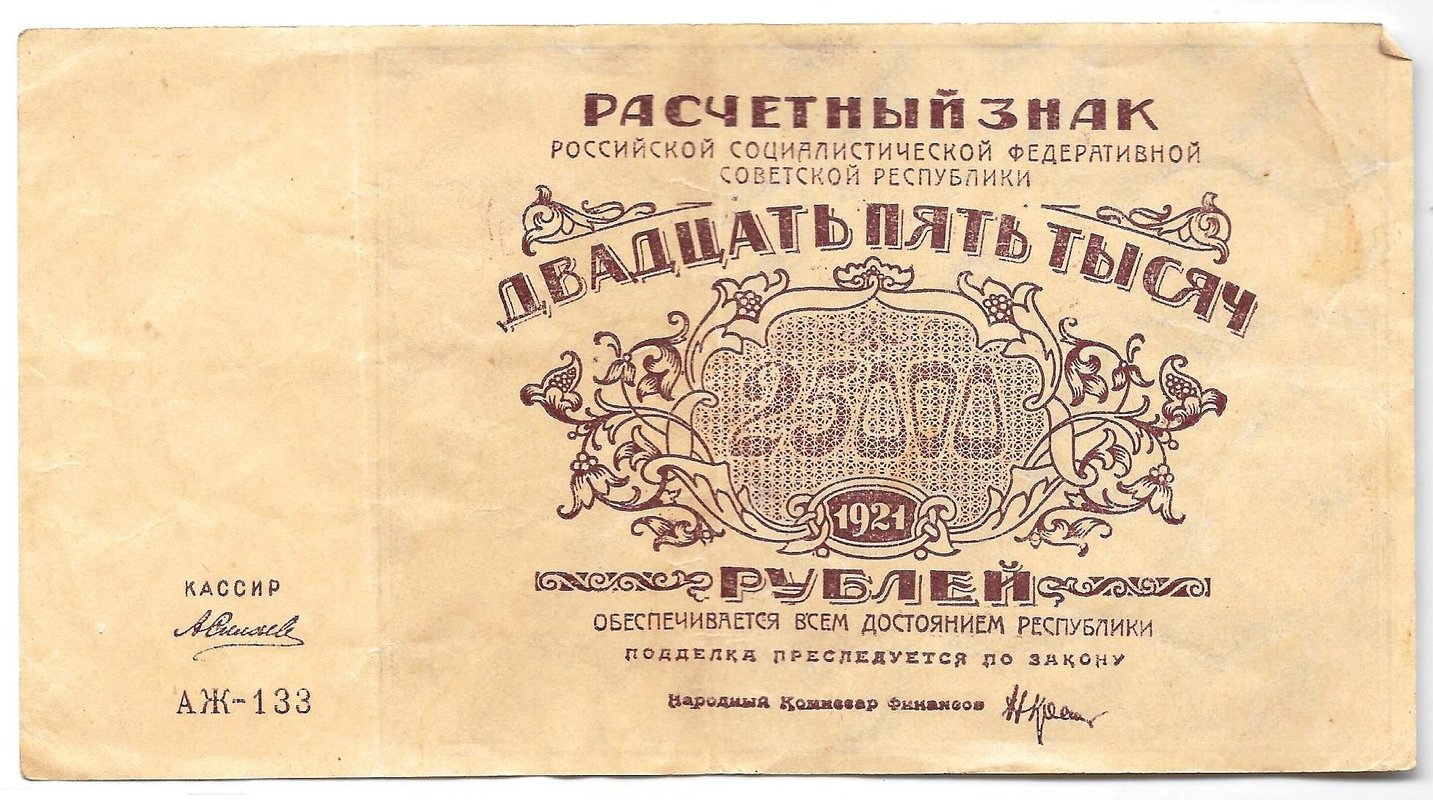 РАСЧЕТНЫЙ ЗНАК
РОССИЙСКОЙ СОЦИАЛИСТИЧЕСКОЙ ФЕДЕРАТИВНОЙ
СОВЕТСКОЙ РЕСПУБЛИКИ
ДВАДЦАТЬ ПЯТЬ ТЫСЯЧ
25000
1921
РУБЛЕЙ
ОБЕСПЕЧИВАЕТСЯ ВСЕМ ДОСТОЯНИЕМ РЕСПУБЛИКИ
ПОДДЕЛКА ПРЕСЛЕДУЕТСЯ ПО ЗАКОНУ
Народный Комиссар финансов
КАССИР
АЖ-133